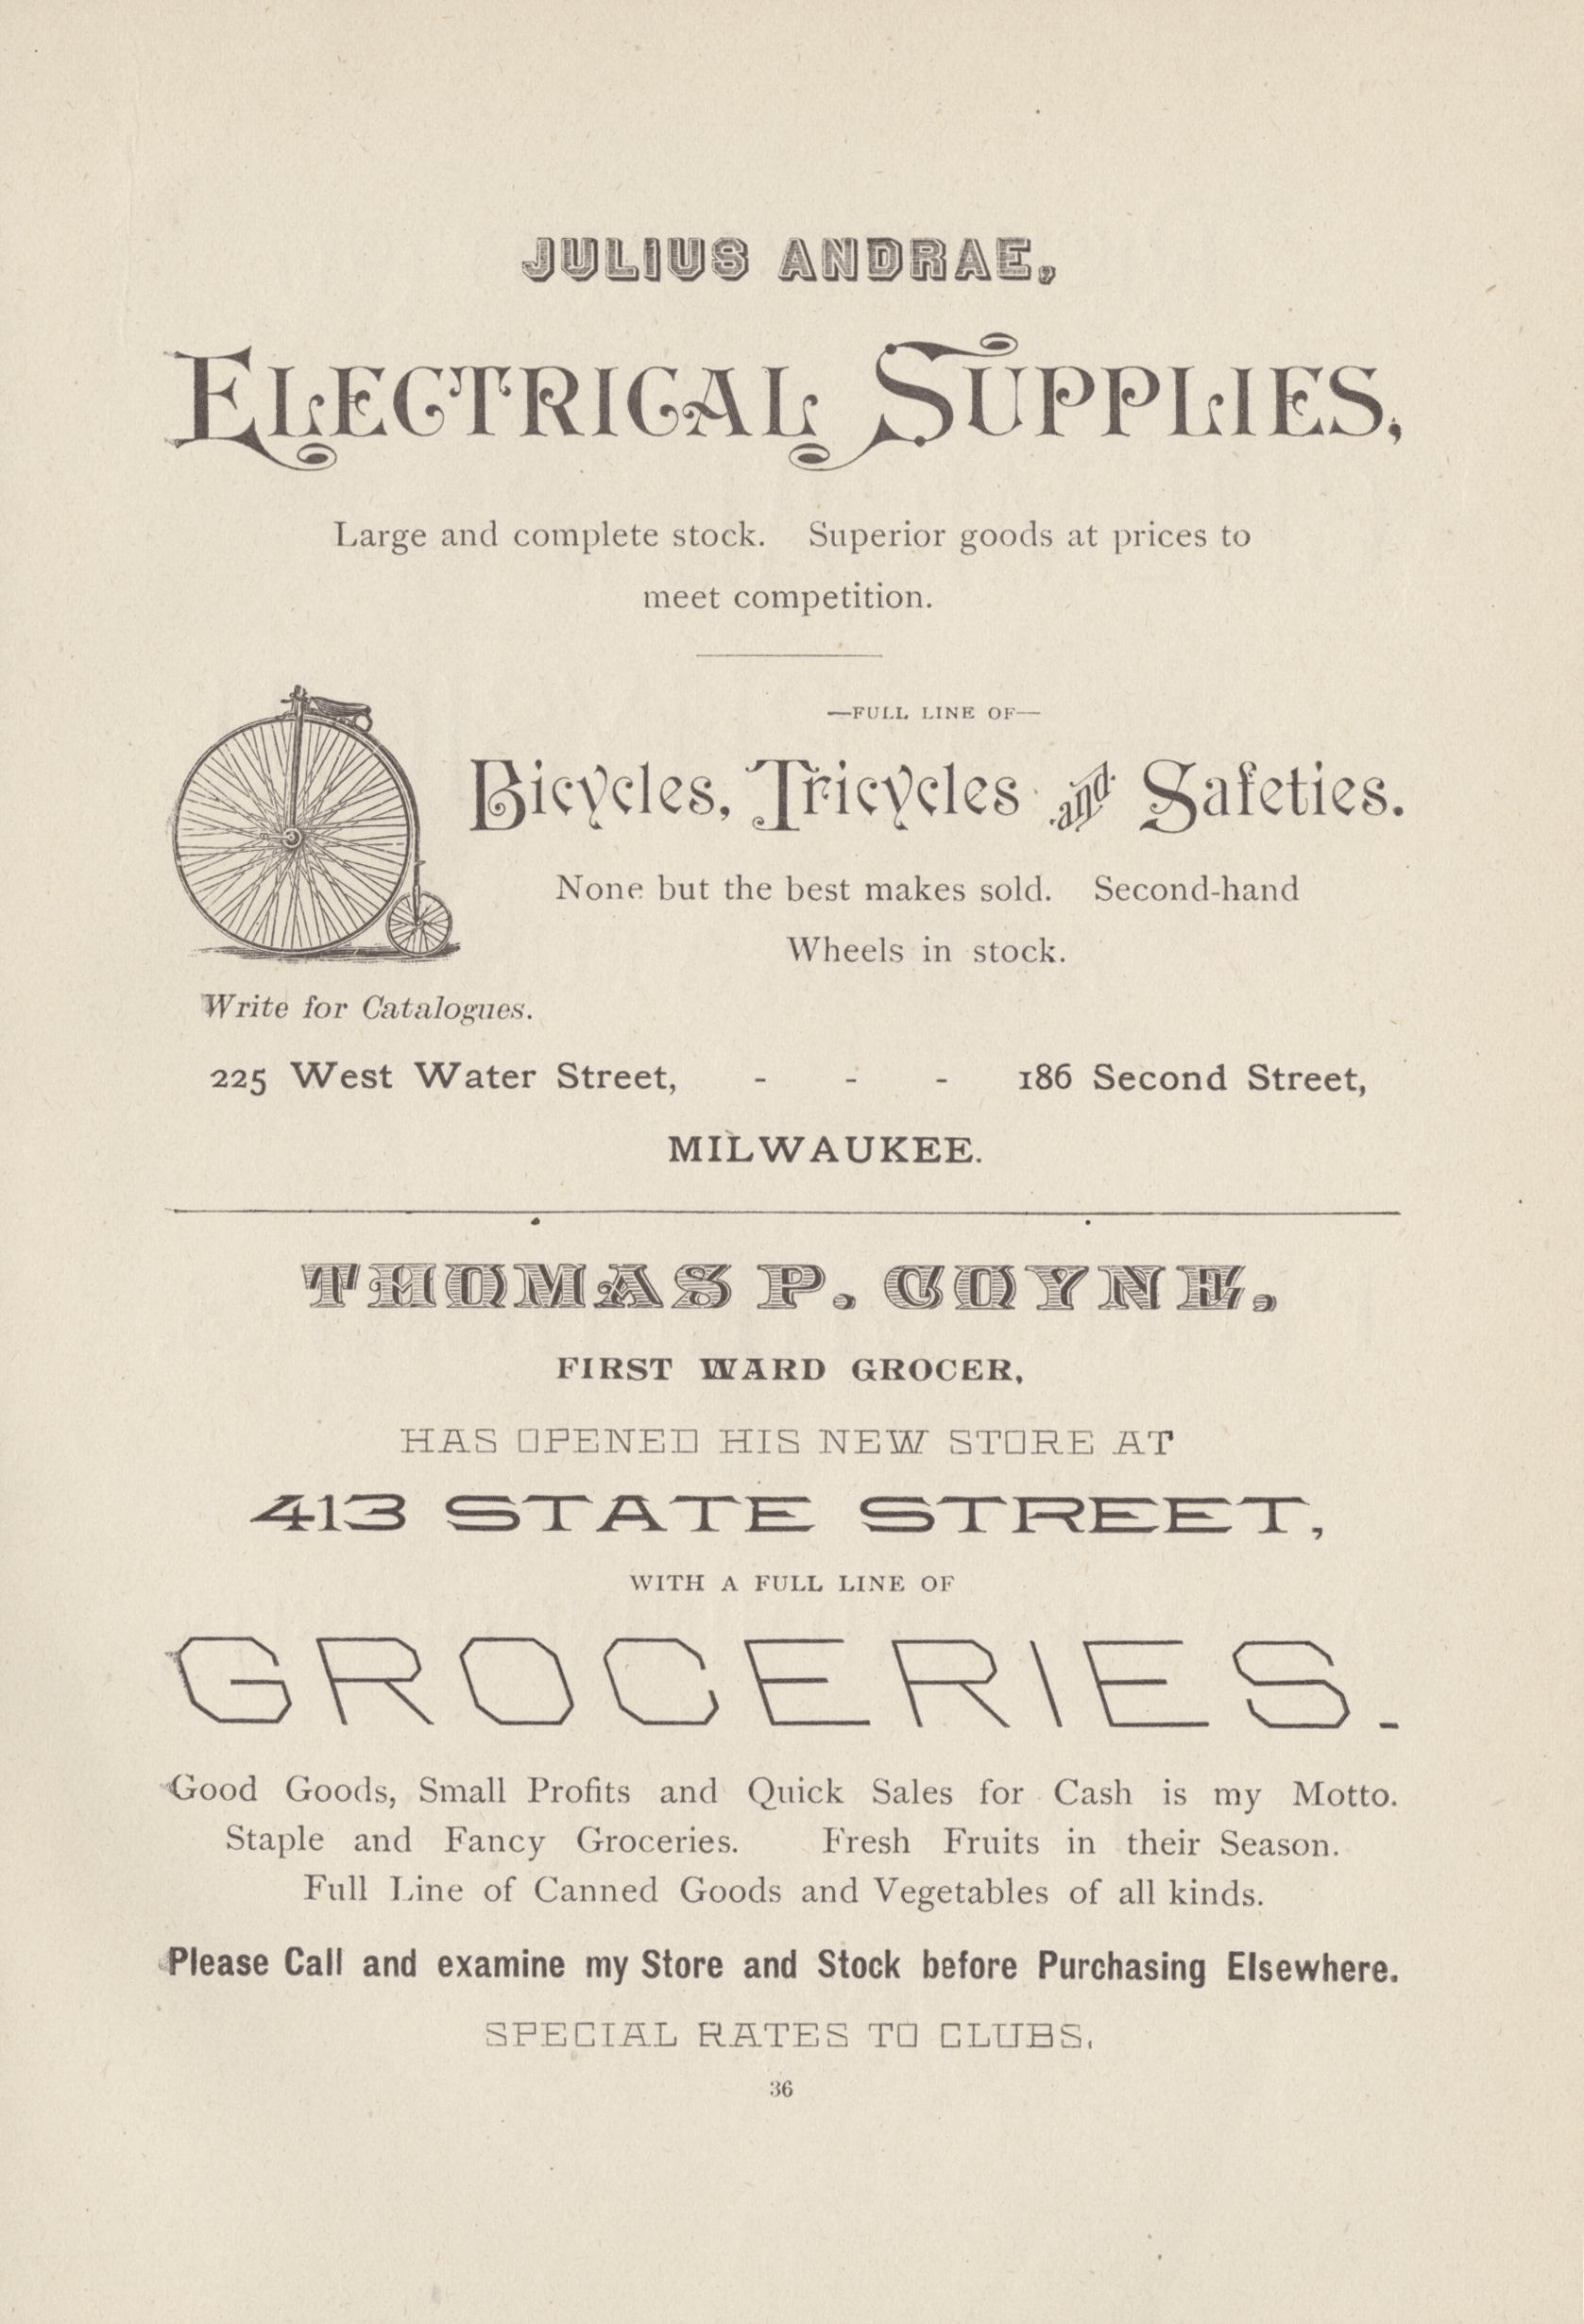 JULIUS ANDRAE,
ELECTRICAL SUPPLIES,
Large and complete stock. Superior goods at prices to
meet competition.
—FULL LINE OF—
Bicycles, Tricycles and Safeties.
None but the best makes sold. Second-hand
Wheels in stock.
Write for Catalogues.
225 West Water Street, - - - 186 Second Street,
MILWAUKEE.
THOMAS P. COYNE.
FIRST WARD GROCER,
HAS OPENED HIS NEW STORE AT
413 STATE STREET,
WITH A FULL LINE OF
GROCERIES.
Good Goods, Small Profits and Quick Sales for Cash is my Motto.
Staple and Fancy Groceries. Fresh Fruits in their Season.
Full Line of Canned Goods and Vegetables of all kinds.
Please Call and examine my Store and Stock before Purchasing Elsewhere.
SPECIAL RATES TO CLUBS.
36